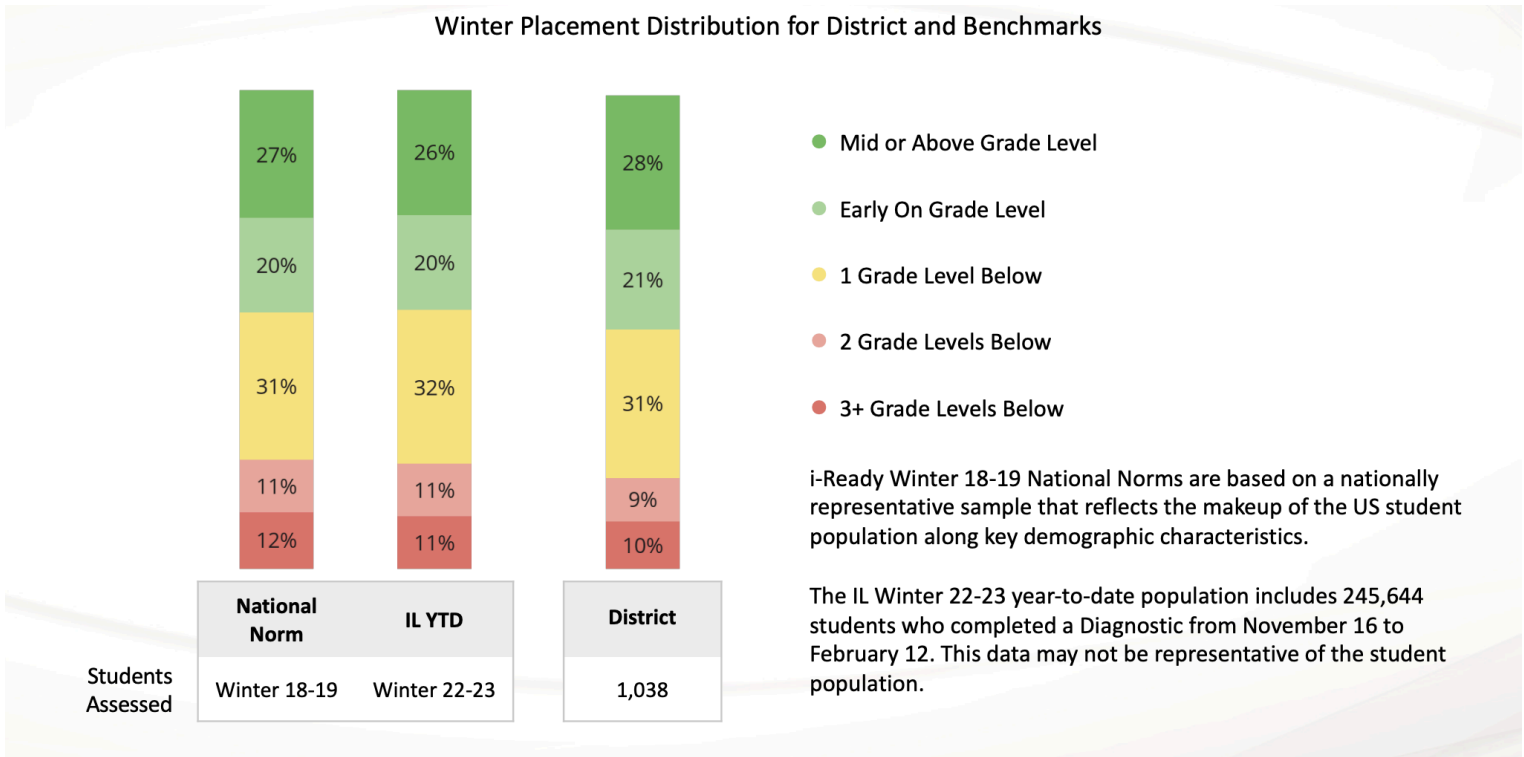 Winter Placement Distribution for District and Benchmarks
27%
20%
31%
11%
12%
26%
20%
32%
11%
11%
28%
21%
31%
9%
10%
Mid or Above Grade Level
Early On Grade Level
1 Grade Level Below
2 Grade Levels Below
3+ Grade Levels Below
i-Ready Winter 18-19 National Norms are based on a nationally
representative sample that reflects the makeup of the US student
population along key demographic characteristics.
The IL Winter 22-23 year-to-date population includes 245,644
students who completed a Diagnostic from November 16 to
February 12. This data may not be representative of the student
population.
National
Norm
IL YTD
District
Students
Assessed
Winter 18-19
Winter 22-23
1,038